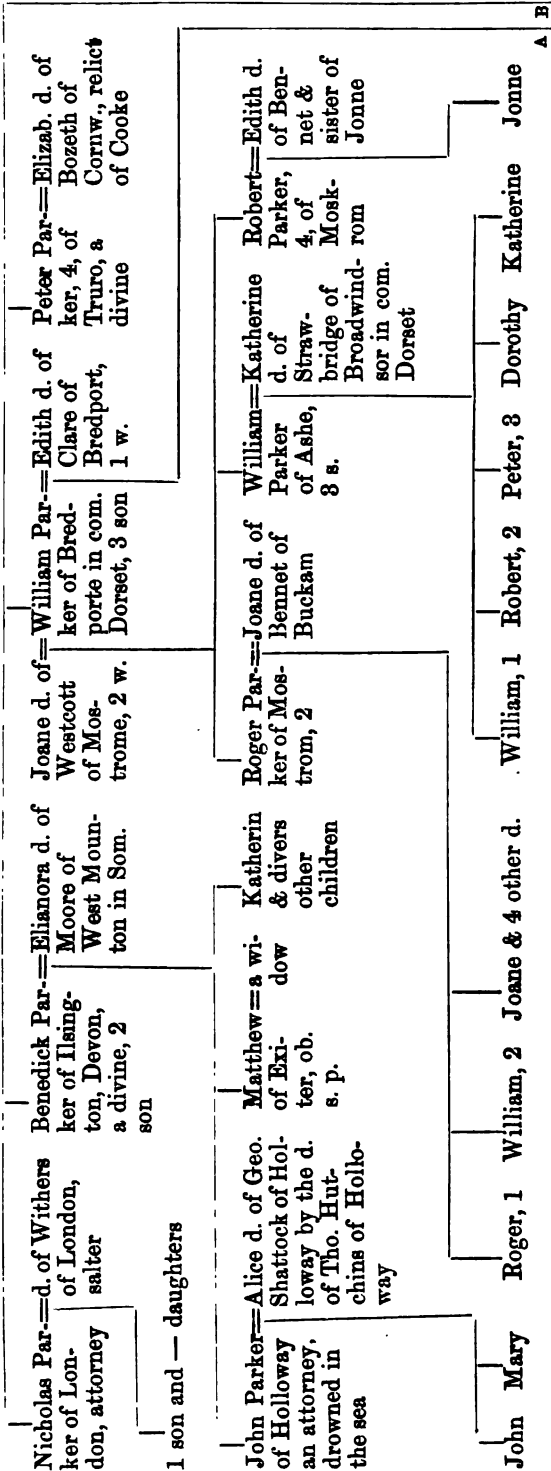 Nicholas Par-=d. of Withers
ker of Lon-
of London,
don, attorney
salter
1 son and — daughters
Benedick Par-=Elianora d. of
ker of Ilsing-
Moore of
ton, Devon,
West Moun-
a divine, 2
ton in Som.
son
Joane d. of=William Par-=Edith d. of
Westcott
ker of Bred-
Clare of
of Mos-
porte in com.
Bredport,
trome, 2 w.
Dorset, 3 son
1 w.
Peter Par-=Elizab. d. of
ker, 4, of
Bozeth of
Truro, a
Cornw., relict
divine
of Cooke
John Parker=Alice d. of Geo.
of Holloway
Shattock of Hol-
an attorney,
loway by the d.
drowned in
of Tho. Hut-
the sea
chins of Hollo-
way
Matthew=a wi-
of Exi-
dow
ter, ob.
s. p.
Katherin
& divers
other
children
Roger Par-=Joane d. of
ker of Mos-
Bennet of
trom, 2
Buckam
William=Katherine
Parker
d. of
of Ashe,
Straw-
3 s.
bridge of
Broadwind-
sor in com.
Dorset
Robert=Edith d.
Parker,
of Ben-
4, of
net &
Mosk-
sister of
rom
Jonne
A B
John Mary
Roger, 1 William, 2 Joane & 4 other d.
William, 1 Robert, 2 Peter, 3 Dorothy Katherine
Jonne